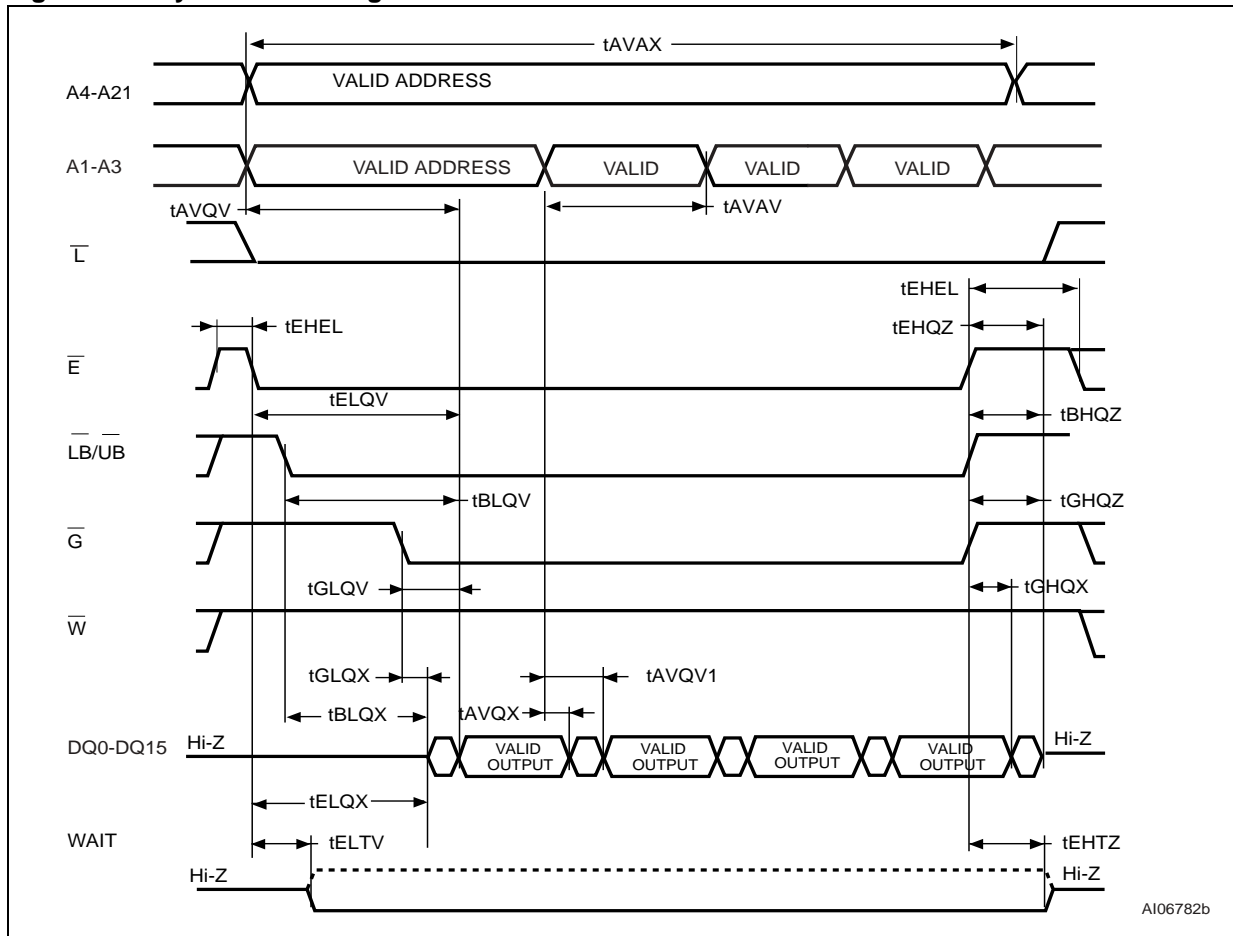 tAVAX
A4-A21
VALID ADDRESS
A1-A3
VALID ADDRESS
VALID
VALID
VALID
tAVQV
tAVAV
L
tEHEL
tEHEL
tEHQZ
E
tELQV
tBHQZ
LB/UB
tBLQV
tGHQZ
G
tGLQV
tGHQX
W
tGLQX
tAVQV1
tBLQX
tAVQX
DQ0-DQ15
Hi-Z
VALID
OUTPUT
VALID
OUTPUT
VALID
OUTPUT
VALID
OUTPUT
Hi-Z
tELQX
WAIT
tELTV
tEHTZ
Hi-Z
Hi-Z
AI06782b